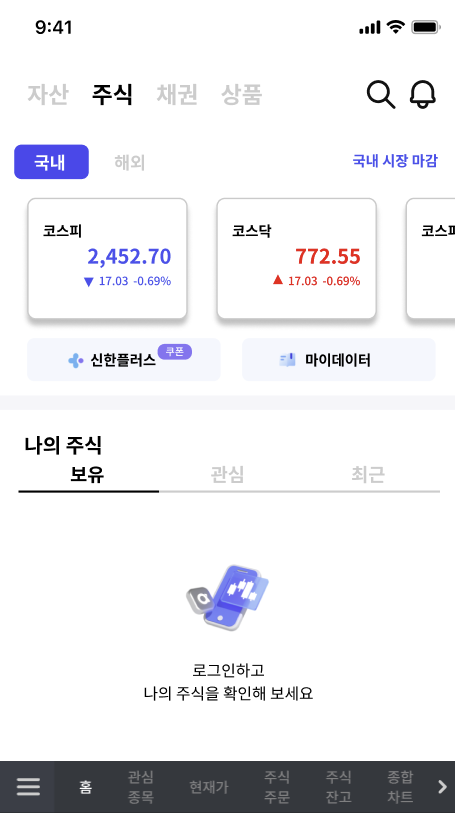 9:41
자산 주식 채권 상품
국내 해외 국내 시장 마감
코스피 코스닥
2,452.70 772.55
▼ 17.03 -0.69% ▲ 17.03 -0.69%
신한플러스 쿠폰 마이데이터
나의 주식
보유 관심 최근
로그인하고
나의 주식을 확인해 보세요
홈 관심 현재가 주식 주식 종합
종목 주문 잔고 차트